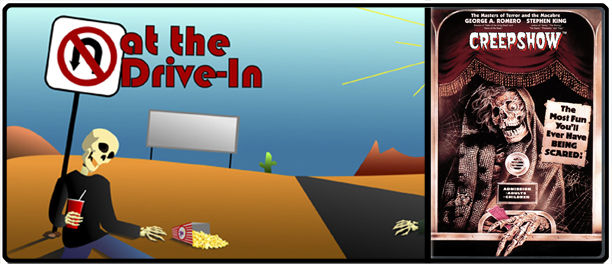 at the
Drive-In
The Masters of Terror and the Macabre
GEORGE A. ROMERO STEPHEN KING
CREEPSHOW™
The
Most Fun
You'll
Ever Have
BEING
SCARED!
ADMISSION
ADULTS
CHILDREN